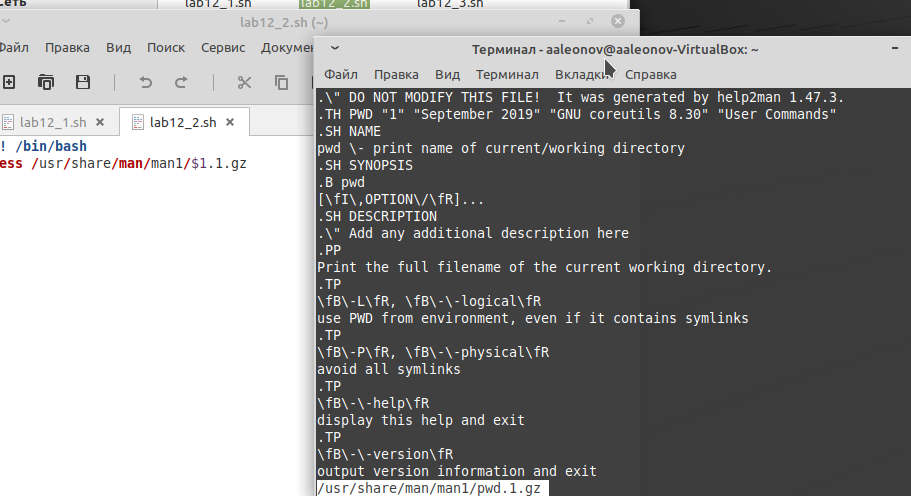 Сеть
lab12_1.sh
lab12_2.sh
lab12_3.sh
lab12_2.sh (~)
Файл Правка Вид Поиск Сервис Докумен
lab12_1.sh
lab12_2.sh
! /bin/bash
ess /usr/share/man/man1/$1.1.gz
Терминал - aaleonov@aaleonov-VirtualBox: ~
Файл Правка Вид Терминал Вкладки Справка
.\" DO NOT MODIFY THIS FILE!  It was generated by help2man 1.47.3.
.TH PWD "1" "September 2019" "GNU coreutils 8.30" "User Commands"
.SH NAME
pwd \- print name of current/working directory
.SH SYNOPSIS
.B pwd
[\fI\,OPTION\/\fR]...
.SH DESCRIPTION
.\" Add any additional description here
.PP
Print the full filename of the current working directory.
.TP
\fB\-L\fR, \fB\-\-logical\fR
use PWD from environment, even if it contains symlinks
.TP
\fB\-P\fR, \fB\-\-physical\fR
avoid all symlinks
.TP
\fB\-\-help\fR
display this help and exit
.TP
\fB\-\-version\fR
output version information and exit
/usr/share/man/man1/pwd.1.gz